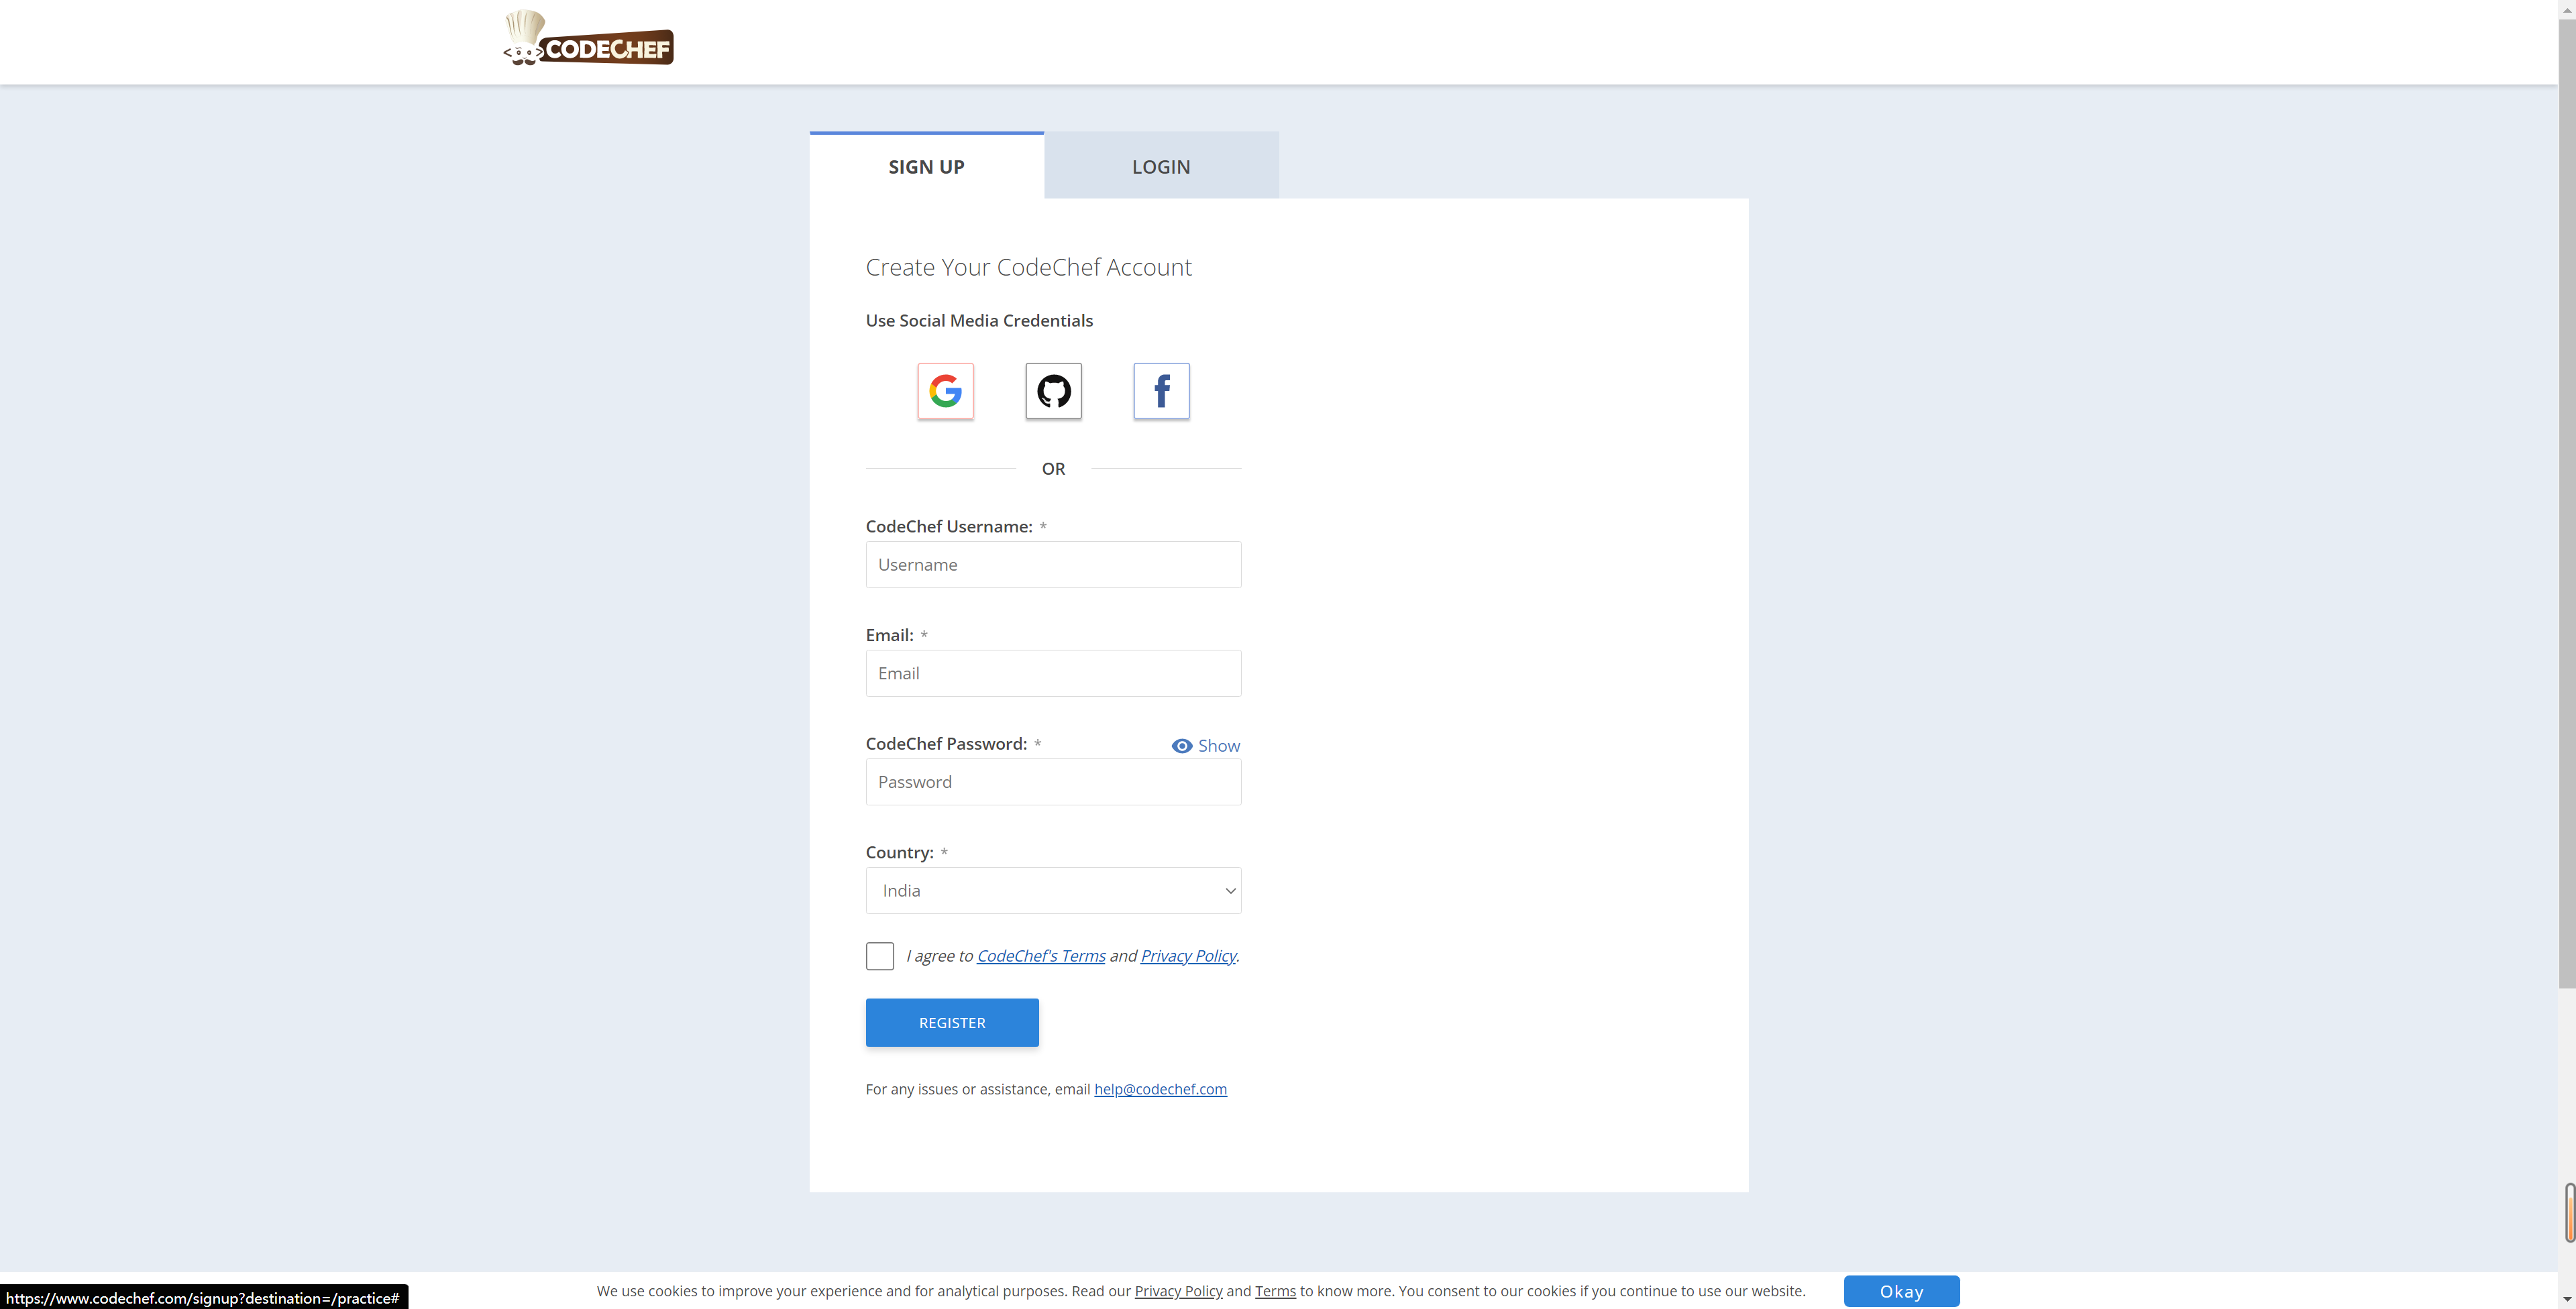 CODECHEF
SIGN UP
LOGIN
Create Your CodeChef Account
Use Social Media Credentials
OR
CodeChef Username: *
Username
Email: *
Email
CodeChef Password: *
Show
Password
Country: *
India
I agree to CodeChef's Terms and Privacy Policy.
REGISTER
For any issues or assistance, email help@codechef.com
We use cookies to improve your experience and for analytical purposes. Read our Privacy Policy and Terms to know more. You consent to our cookies if you continue to use our website.
Okay
https://www.codechef.com/signup?destination=/practice#